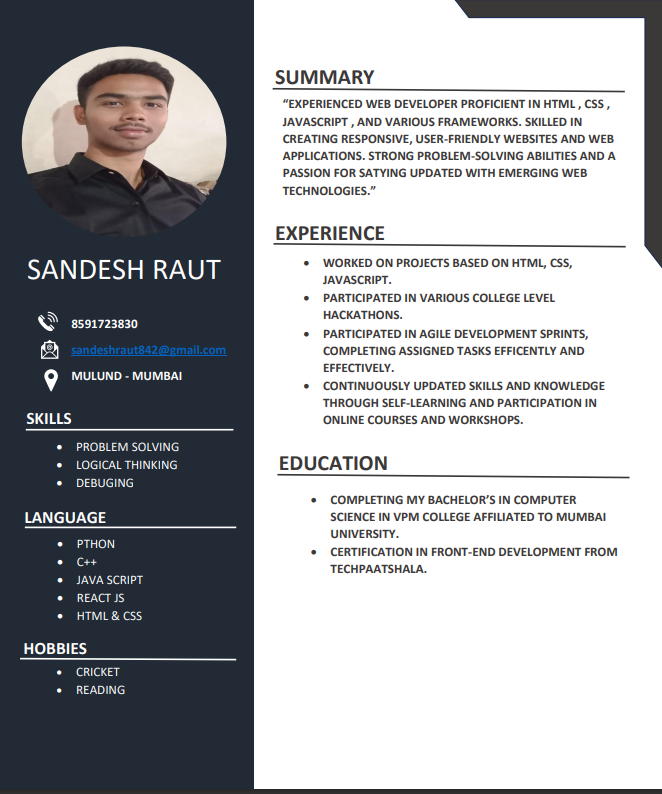 SANDESH RAUT
8591723830
sandeshraut842@gmail.com
MULUND - MUMBAI
SKILLS
• PROBLEM SOLVING
• LOGICAL THINKING
• DEBUGING
LANGUAGE
• PTHON
• C++
• JAVA SCRIPT
• REACT JS
• HTML & CSS
HOBBIES
• CRICKET
• READING
SUMMARY
“EXPERIENCED WEB DEVELOPER PROFICIENT IN HTML , CSS ,
JAVASCRIPT , AND VARIOUS FRAMEWORKS. SKILLED IN
CREATING RESPONSIVE, USER-FRIENDLY WEBSITES AND WEB
APPLICATIONS. STRONG PROBLEM-SOLVING ABILITIES AND A
PASSION FOR SATYING UPDATED WITH EMERGING WEB
TECHNOLOGIES.”
EXPERIENCE
• WORKED ON PROJECTS BASED ON HTML, CSS,
JAVASCRIPT.
• PARTICIPATED IN VARIOUS COLLEGE LEVEL
HACKATHONS.
• PARTICIPATED IN AGILE DEVELOPMENT SPRINTS,
COMPLETING ASSIGNED TASKS EFFICENTLY AND
EFFECTIVELY.
• CONTINUOUSLY UPDATED SKILLS AND KNOWLEDGE
THROUGH SELF-LEARNING AND PARTICIPATION IN
ONLINE COURSES AND WORKSHOPS.
EDUCATION
• COMPLETING MY BACHELOR’S IN COMPUTER
SCIENCE IN VPM COLLEGE AFFILIATED TO MUMBAI
UNIVERSITY.
• CERTIFICATION IN FRONT-END DEVELOPMENT FROM
TECHPAATSHALA.